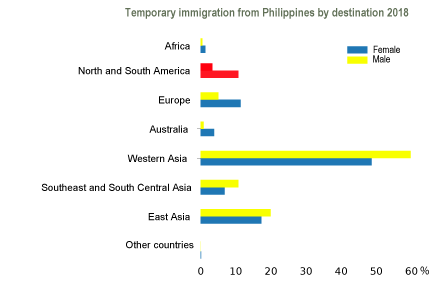 Temporary immigration from Philippines by destination 2018
Africa
Female
Male
North and South America
Europe
Australia
Western Asia
Southeast and South Central Asia
East Asia
Other countries
0 10 20 30 40 50 60 %